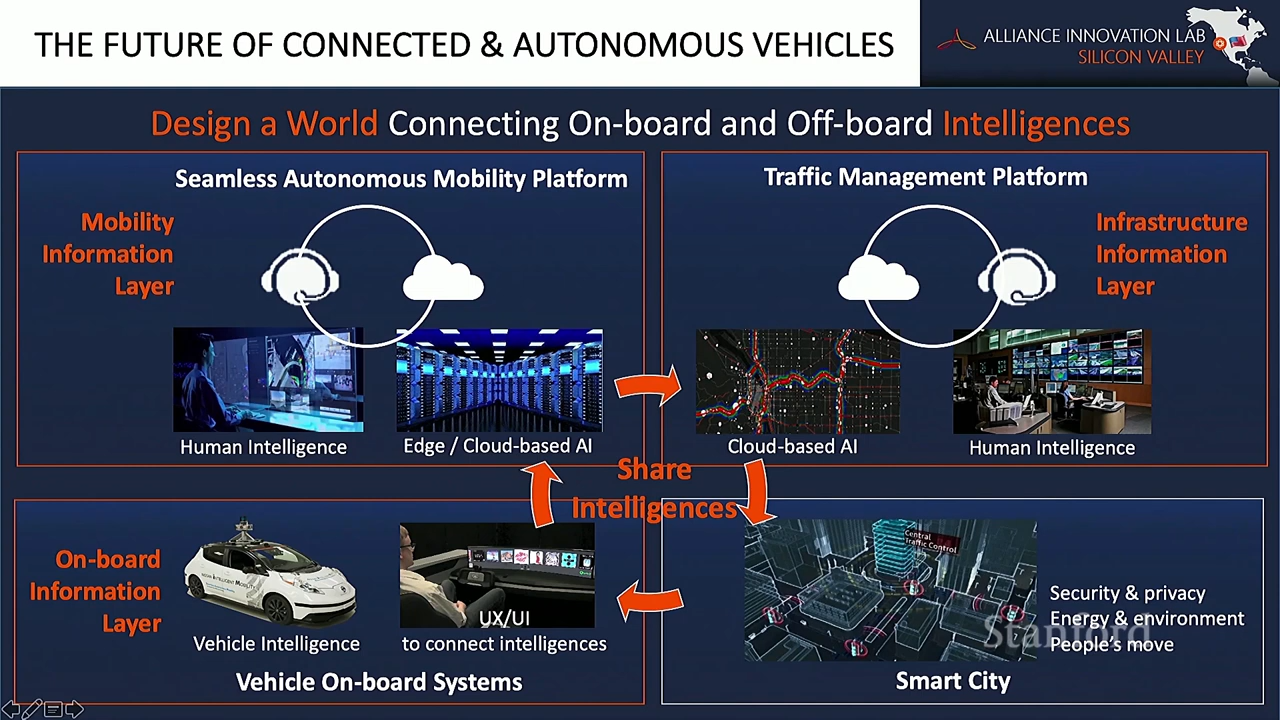 THE FUTURE OF CONNECTED & AUTONOMOUS VEHICLES
ALLIANCE INNOVATION LAB
SILICON VALLEY
Design a World Connecting On-board and Off-board Intelligences
Seamless Autonomous Mobility Platform
Mobility
Information
Layer
Human Intelligence
Edge / Cloud-based AI
Traffic Management Platform
Infrastructure
Information
Layer
Cloud-based AI
Human Intelligence
Share
Intelligences
On-board
Information
Layer
Vehicle Intelligence
UX/UI
to connect intelligences
Vehicle On-board Systems
Central
Traffic Control
Security & privacy
Energy & environment
People's move
Stanford
Smart City